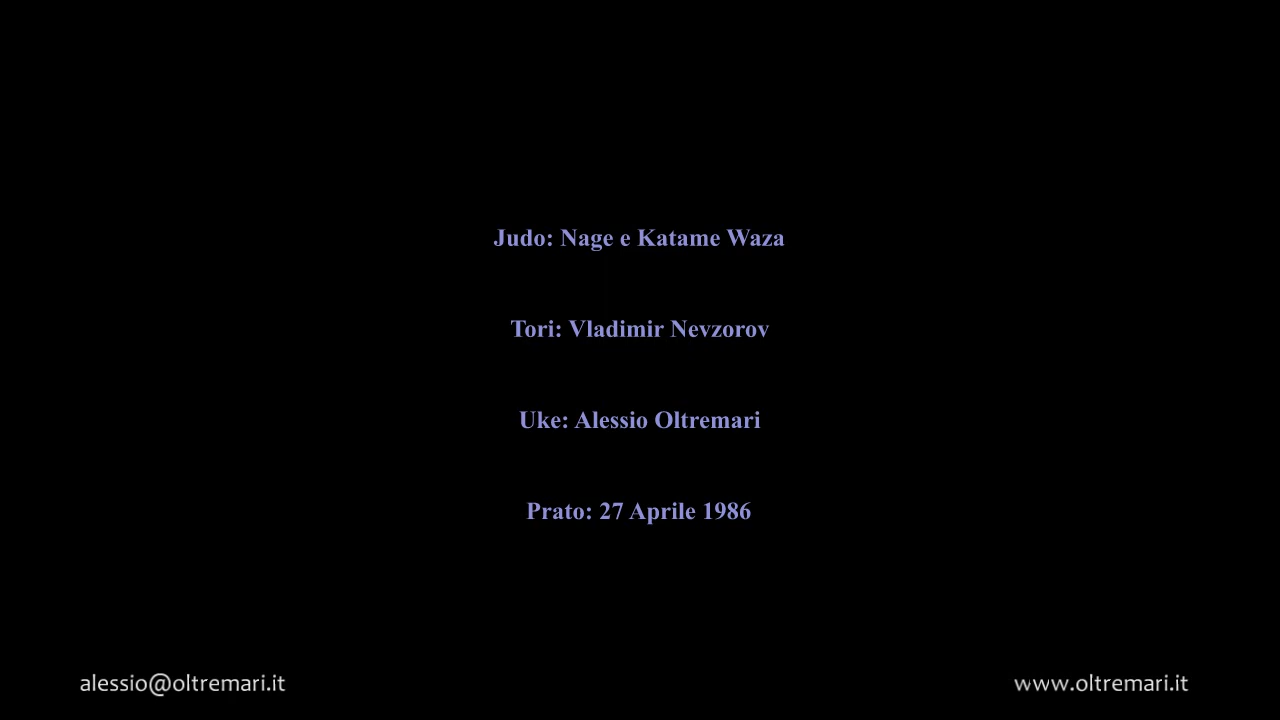 Judo: Nage e Katame Waza
Tori: Vladimir Nevzorov
Uke: Alessio Oltremari
Prato: 27 Aprile 1986
alessio@oltremari.it
www.oltremari.it